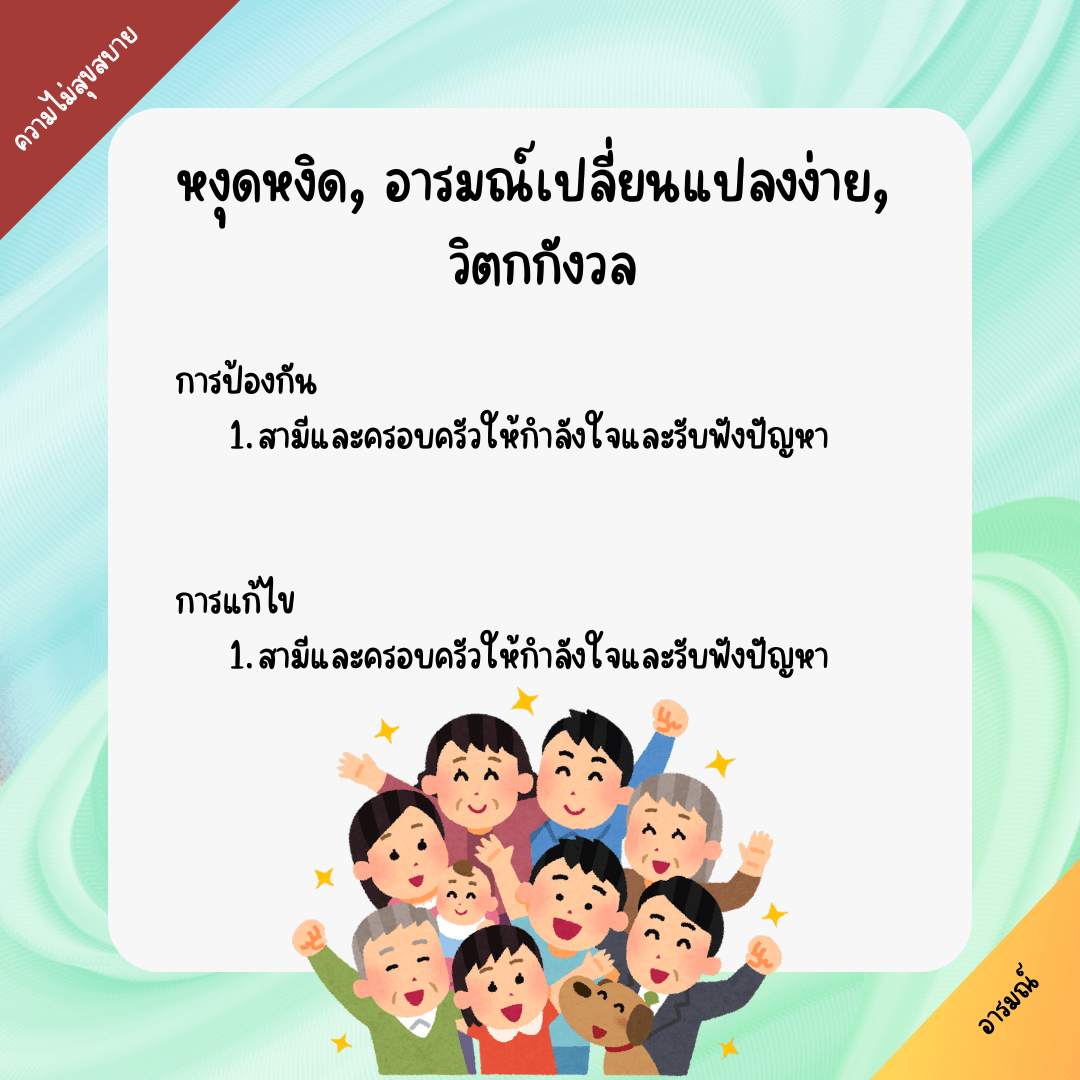 ความไม่สุขสบาย
หงุดหงิด, อารมณ์เปลี่ยนแปลงง่าย,
วิตกกังวล
การป้องกัน
1. สามีและครอบครัวให้กำลังใจและรับฟังปัญหา
การแก้ไข
1. สามีและครอบครัวให้กำลังใจและรับฟังปัญหา
อารมณ์